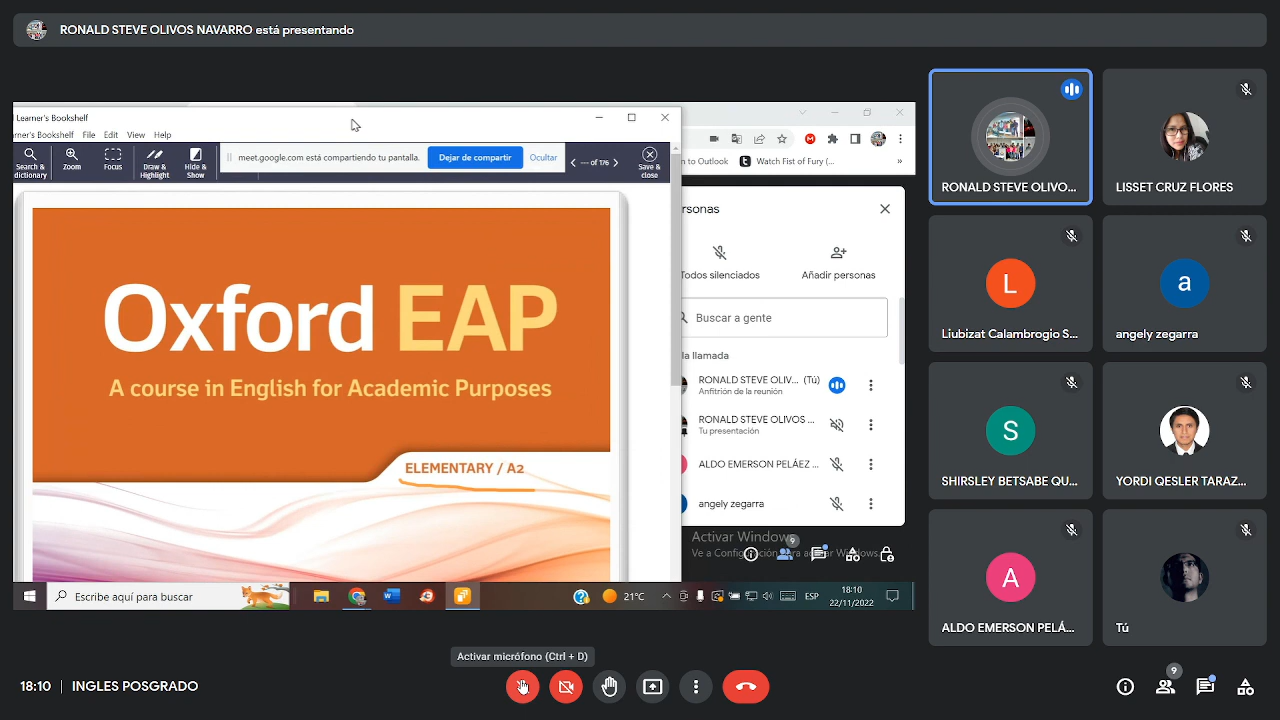 RONALD STEVE OLIVOS NAVARRO está presentando
Learner's Bookshelf
rner's Bookshelf File Edit View Help
Search & dictionary
Zoom
Focus
Draw & Highlight
Hide & Show
meet.google.com está compartiendo tu pantalla.
Dejar de compartir
Ocultar
--- of 176
Save & close
Oxford EAP
A course in English for Academic Purposes
ELEMENTARY / A2
n to Outlook
Watch Fist of Fury (...
»
ersonas
Todos silenciados
Añadir personas
Buscar a gente
la llamada
RONALD STEVE OLIV... (Tú)
Anfitrión de la reunión
RONALD STEVE OLIVOS ...
Tu presentación
ALDO EMERSON PELÁEZ ...
angely zegarra
Activar Windows
Ve a Configuración para activar Windows.
9
Escribe aquí para buscar
21°C
ESP
18:10
22/11/2022
RONALD STEVE OLIVO...
LISSET CRUZ FLORES
L
Liubizat Calambrogio S...
a
angely zegarra
S
SHIRSLEY BETSABE QU...
YORDI QESLER TARAZ...
A
ALDO EMERSON PELÁ...
Tú
Activar micrófono (Ctrl + D)
18:10 | INGLES POSGRADO
9